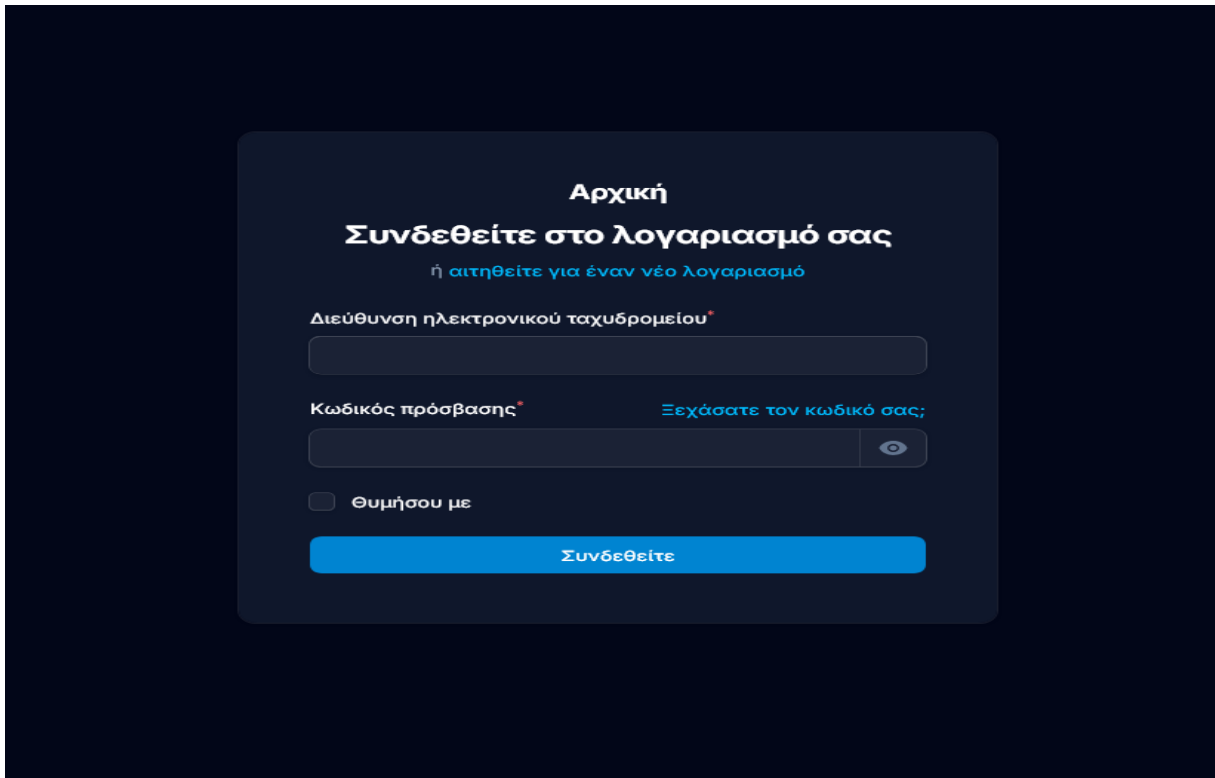 Αρχική
Συνδεθείτε στο λογαριασμό σας
ή αιτηθείτε για έναν νέο λογαριασμό
Διεύθυνση ηλεκτρονικού ταχυδρομείου*
Κωδικός πρόσβασης* Ξεχάσατε τον κωδικό σας;
Θυμήσου με
Συνδεθείτε